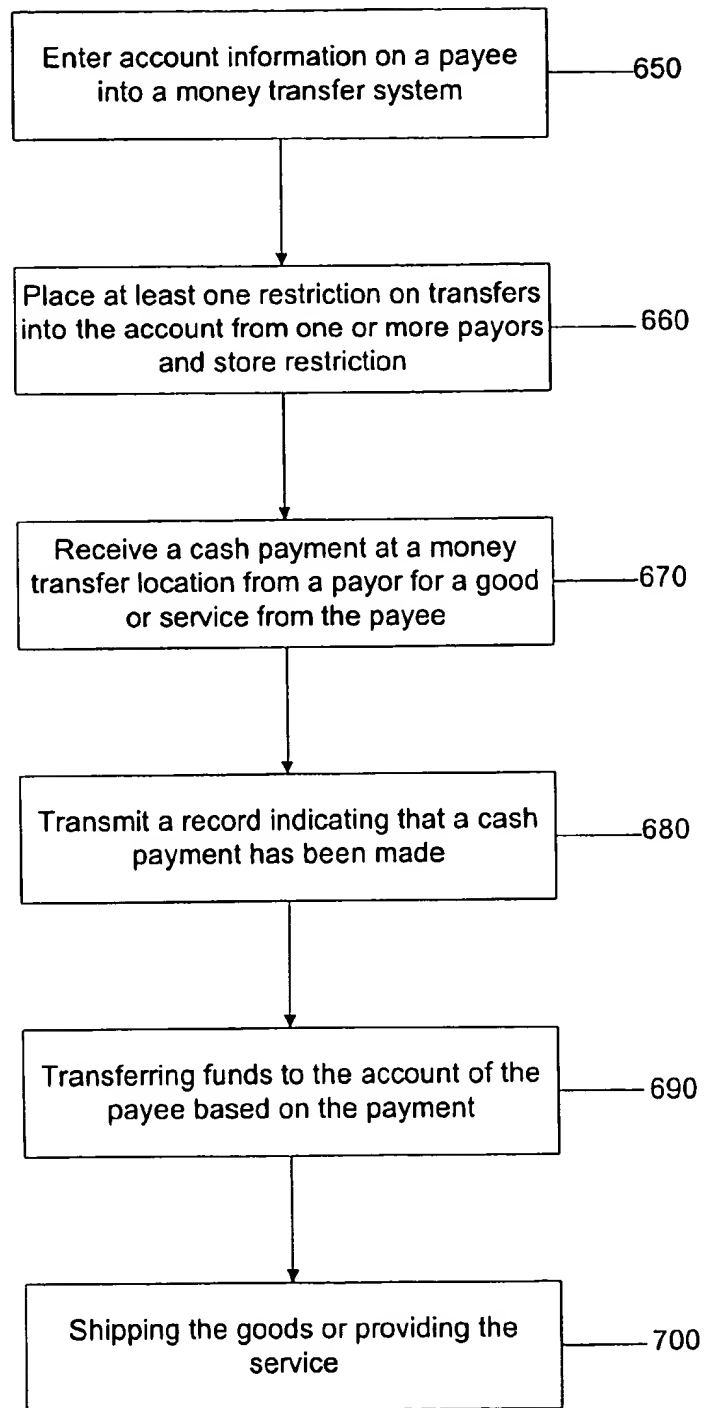 Enter account information on a payee
into a money transfer system
650
Place at least one restriction on transfers
into the account from one or more payors
and store restriction
660
Receive a cash payment at a money
transfer location from a payor for a good
or service from the payee
670
Transmit a record indicating that a cash
payment has been made
680
Transferring funds to the account of the
payee based on the payment
690
Shipping the goods or providing the
service
700